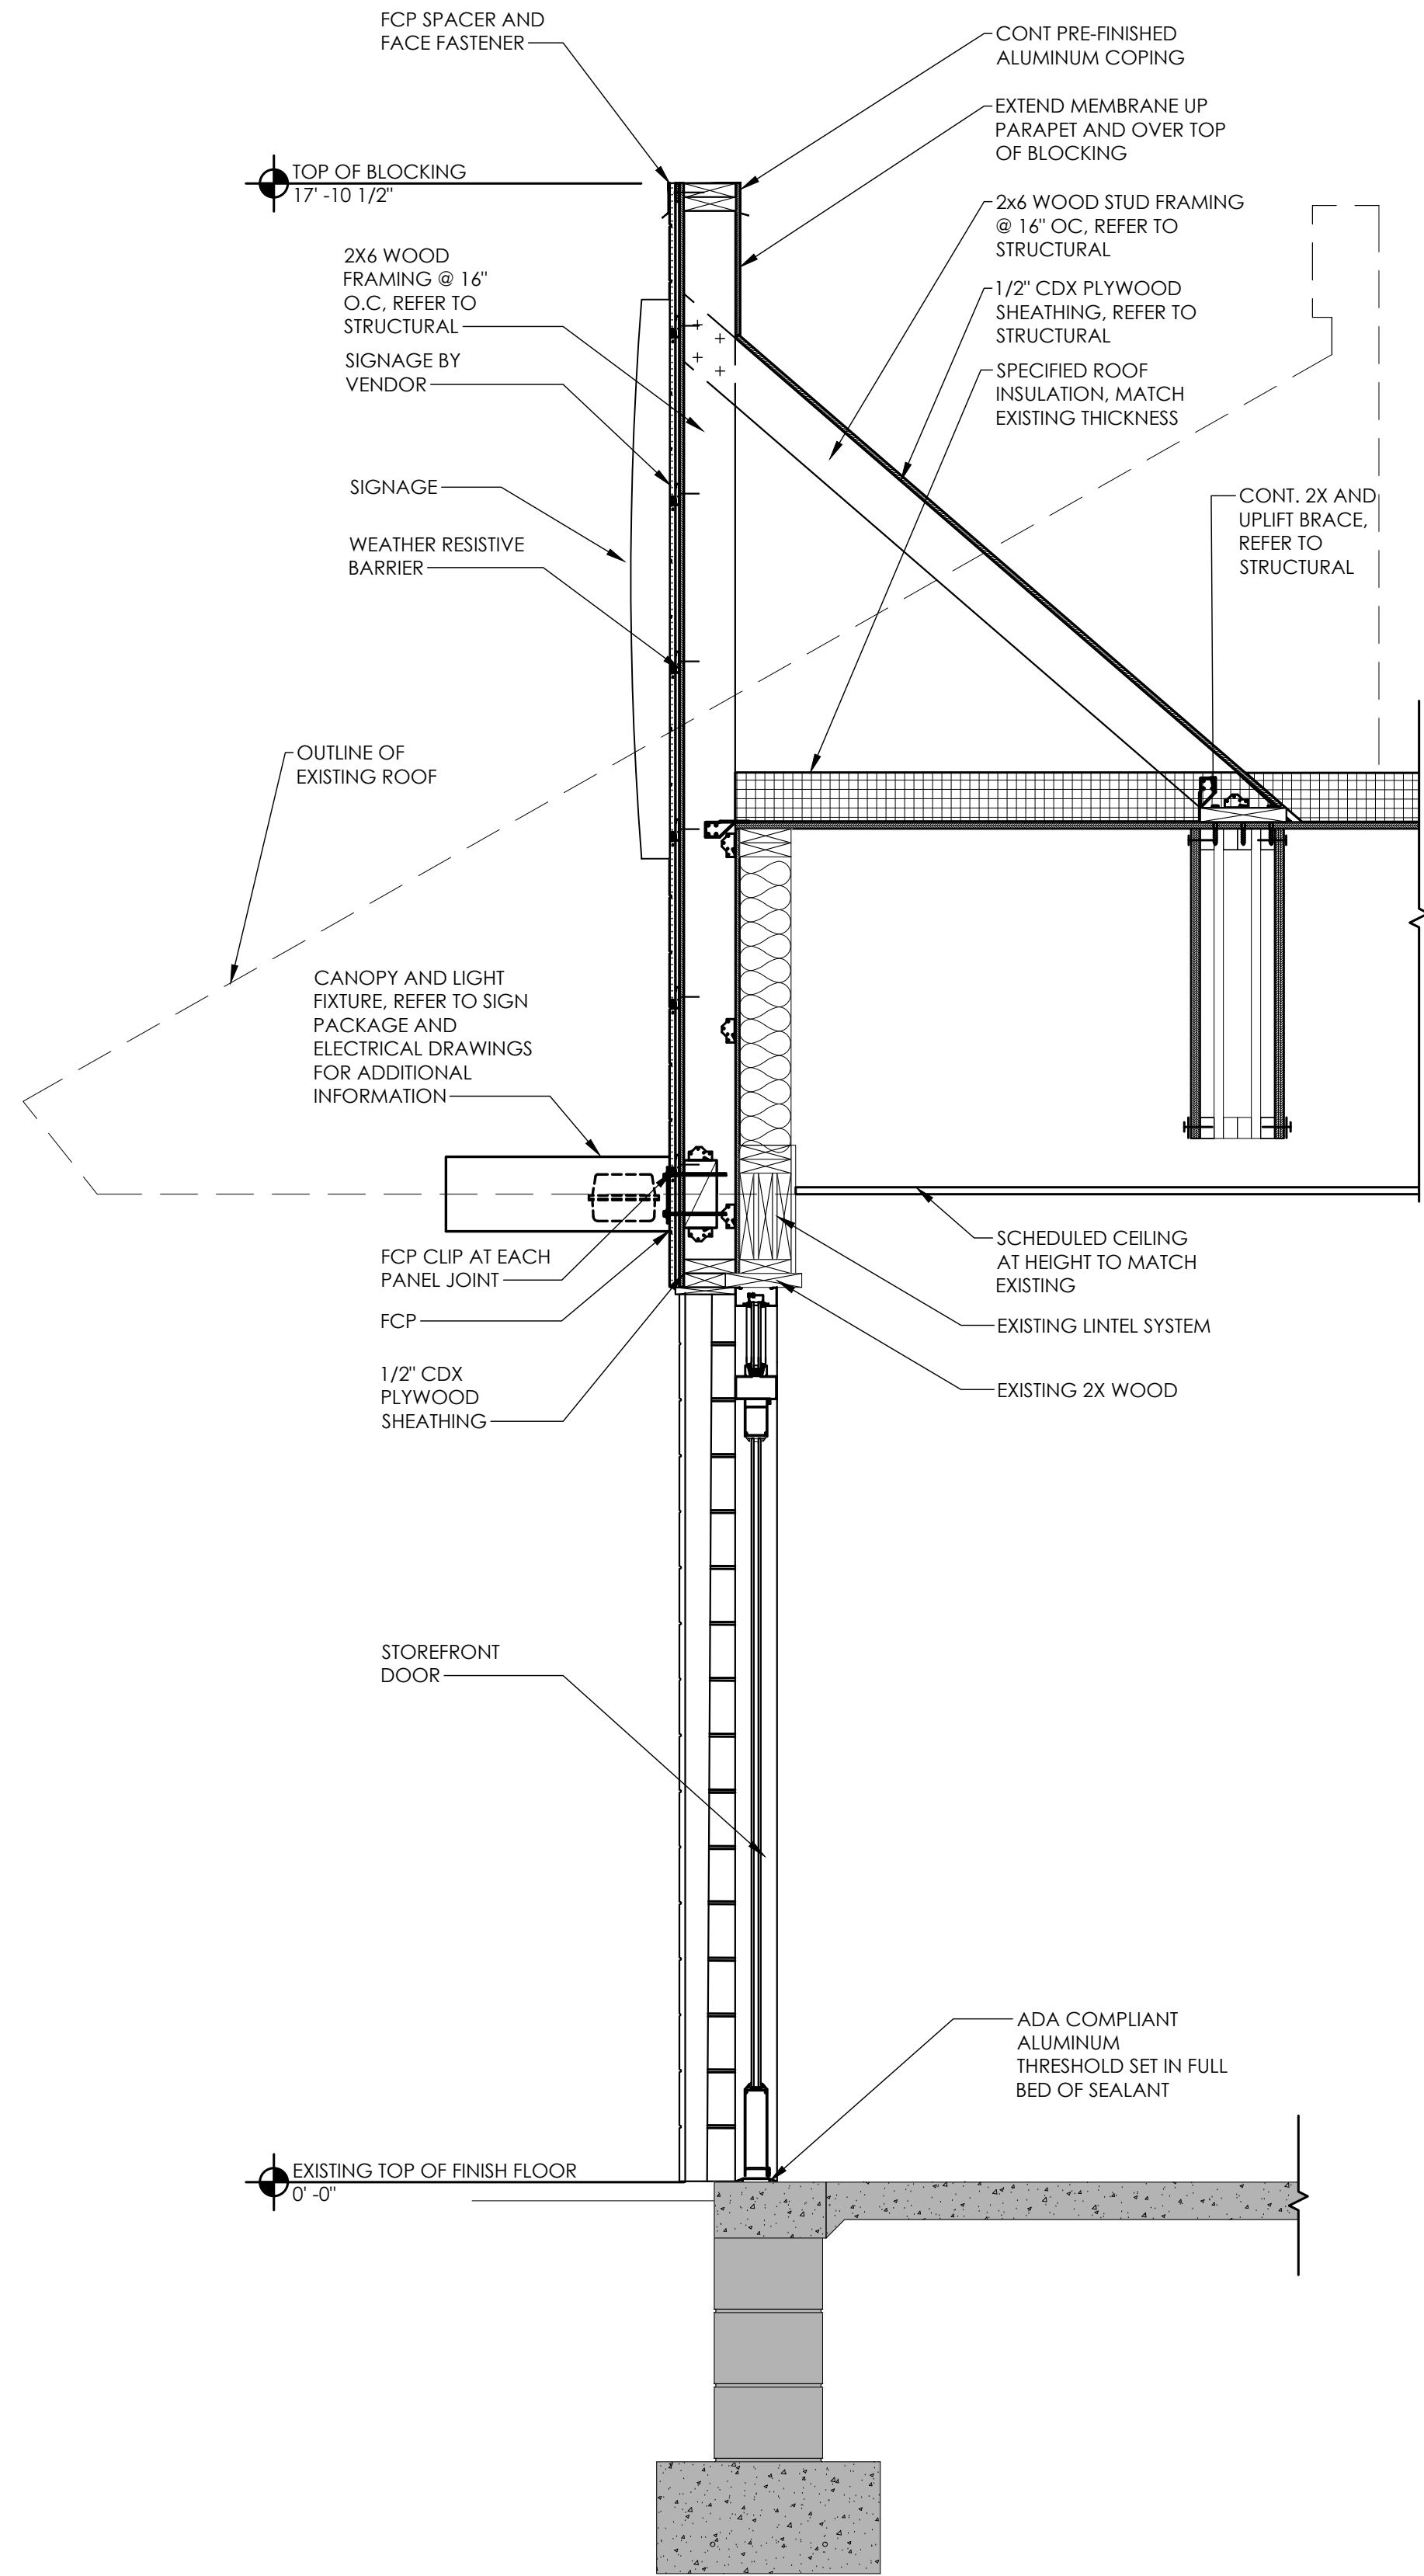 FCP SPACER AND
FACE FASTENER
CONT PRE-FINISHED
ALUMINUM COPING
EXTEND MEMBRANE UP
PARAPET AND OVER TOP
OF BLOCKING
TOP OF BLOCKING
17' -10 1/2"
2x6 WOOD STUD FRAMING
@ 16" OC, REFER TO
STRUCTURAL
2X6 WOOD
FRAMING @ 16"
O.C, REFER TO
STRUCTURAL
1/2" CDX PLYWOOD
SHEATHING, REFER TO
STRUCTURAL
SIGNAGE BY
VENDOR
SPECIFIED ROOF
INSULATION, MATCH
EXISTING THICKNESS
SIGNAGE
CONT. 2X AND
UPLIFT BRACE,
REFER TO
STRUCTURAL
WEATHER RESISTIVE
BARRIER
OUTLINE OF
EXISTING ROOF
CANOPY AND LIGHT
FIXTURE, REFER TO SIGN
PACKAGE AND
ELECTRICAL DRAWINGS
FOR ADDITIONAL
INFORMATION
SCHEDULED CEILING
AT HEIGHT TO MATCH
EXISTING
FCP CLIP AT EACH
PANEL JOINT
FCP
EXISTING LINTEL SYSTEM
1/2" CDX
PLYWOOD
SHEATHING
EXISTING 2X WOOD
STOREFRONT
DOOR
ADA COMPLIANT
ALUMINUM
THRESHOLD SET IN FULL
BED OF SEALANT
EXISTING TOP OF FINISH FLOOR
0' -0"